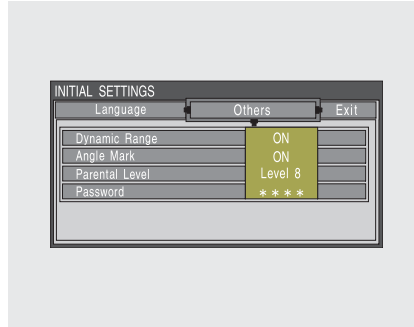 INITIAL SETTINGS
Language Others Exit
Dynamic Range ON
Angle Mark ON
Parental Level Level 8
Password ****